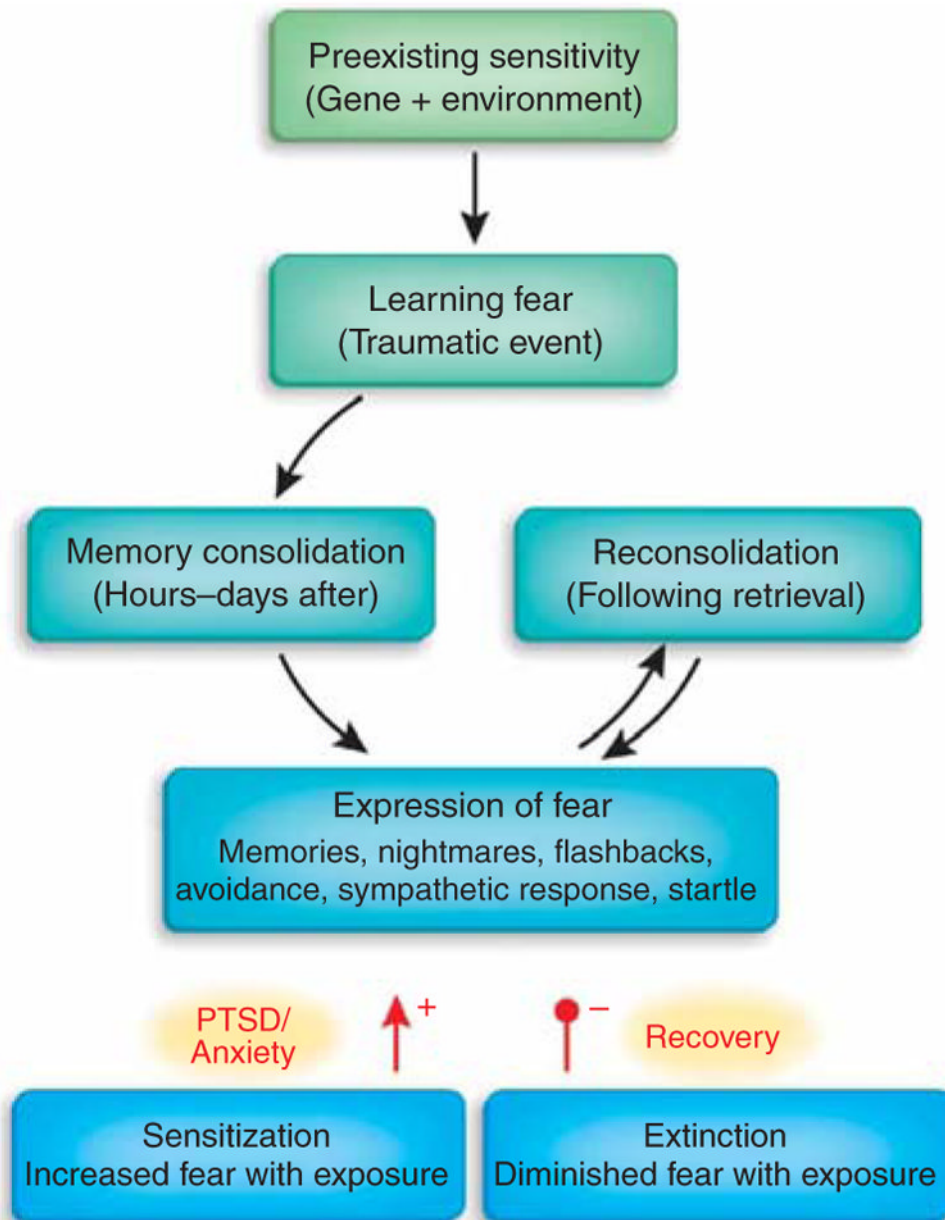 Preexisting sensitivity
(Gene + environment)
Learning fear
(Traumatic event)
Memory consolidation
(Hours–days after)
Reconsolidation
(Following retrieval)
Expression of fear
Memories, nightmares, flashbacks,
avoidance, sympathetic response, startle
PTSD/
Anxiety
+
–
Recovery
Sensitization
Increased fear with exposure
Extinction
Diminished fear with exposure